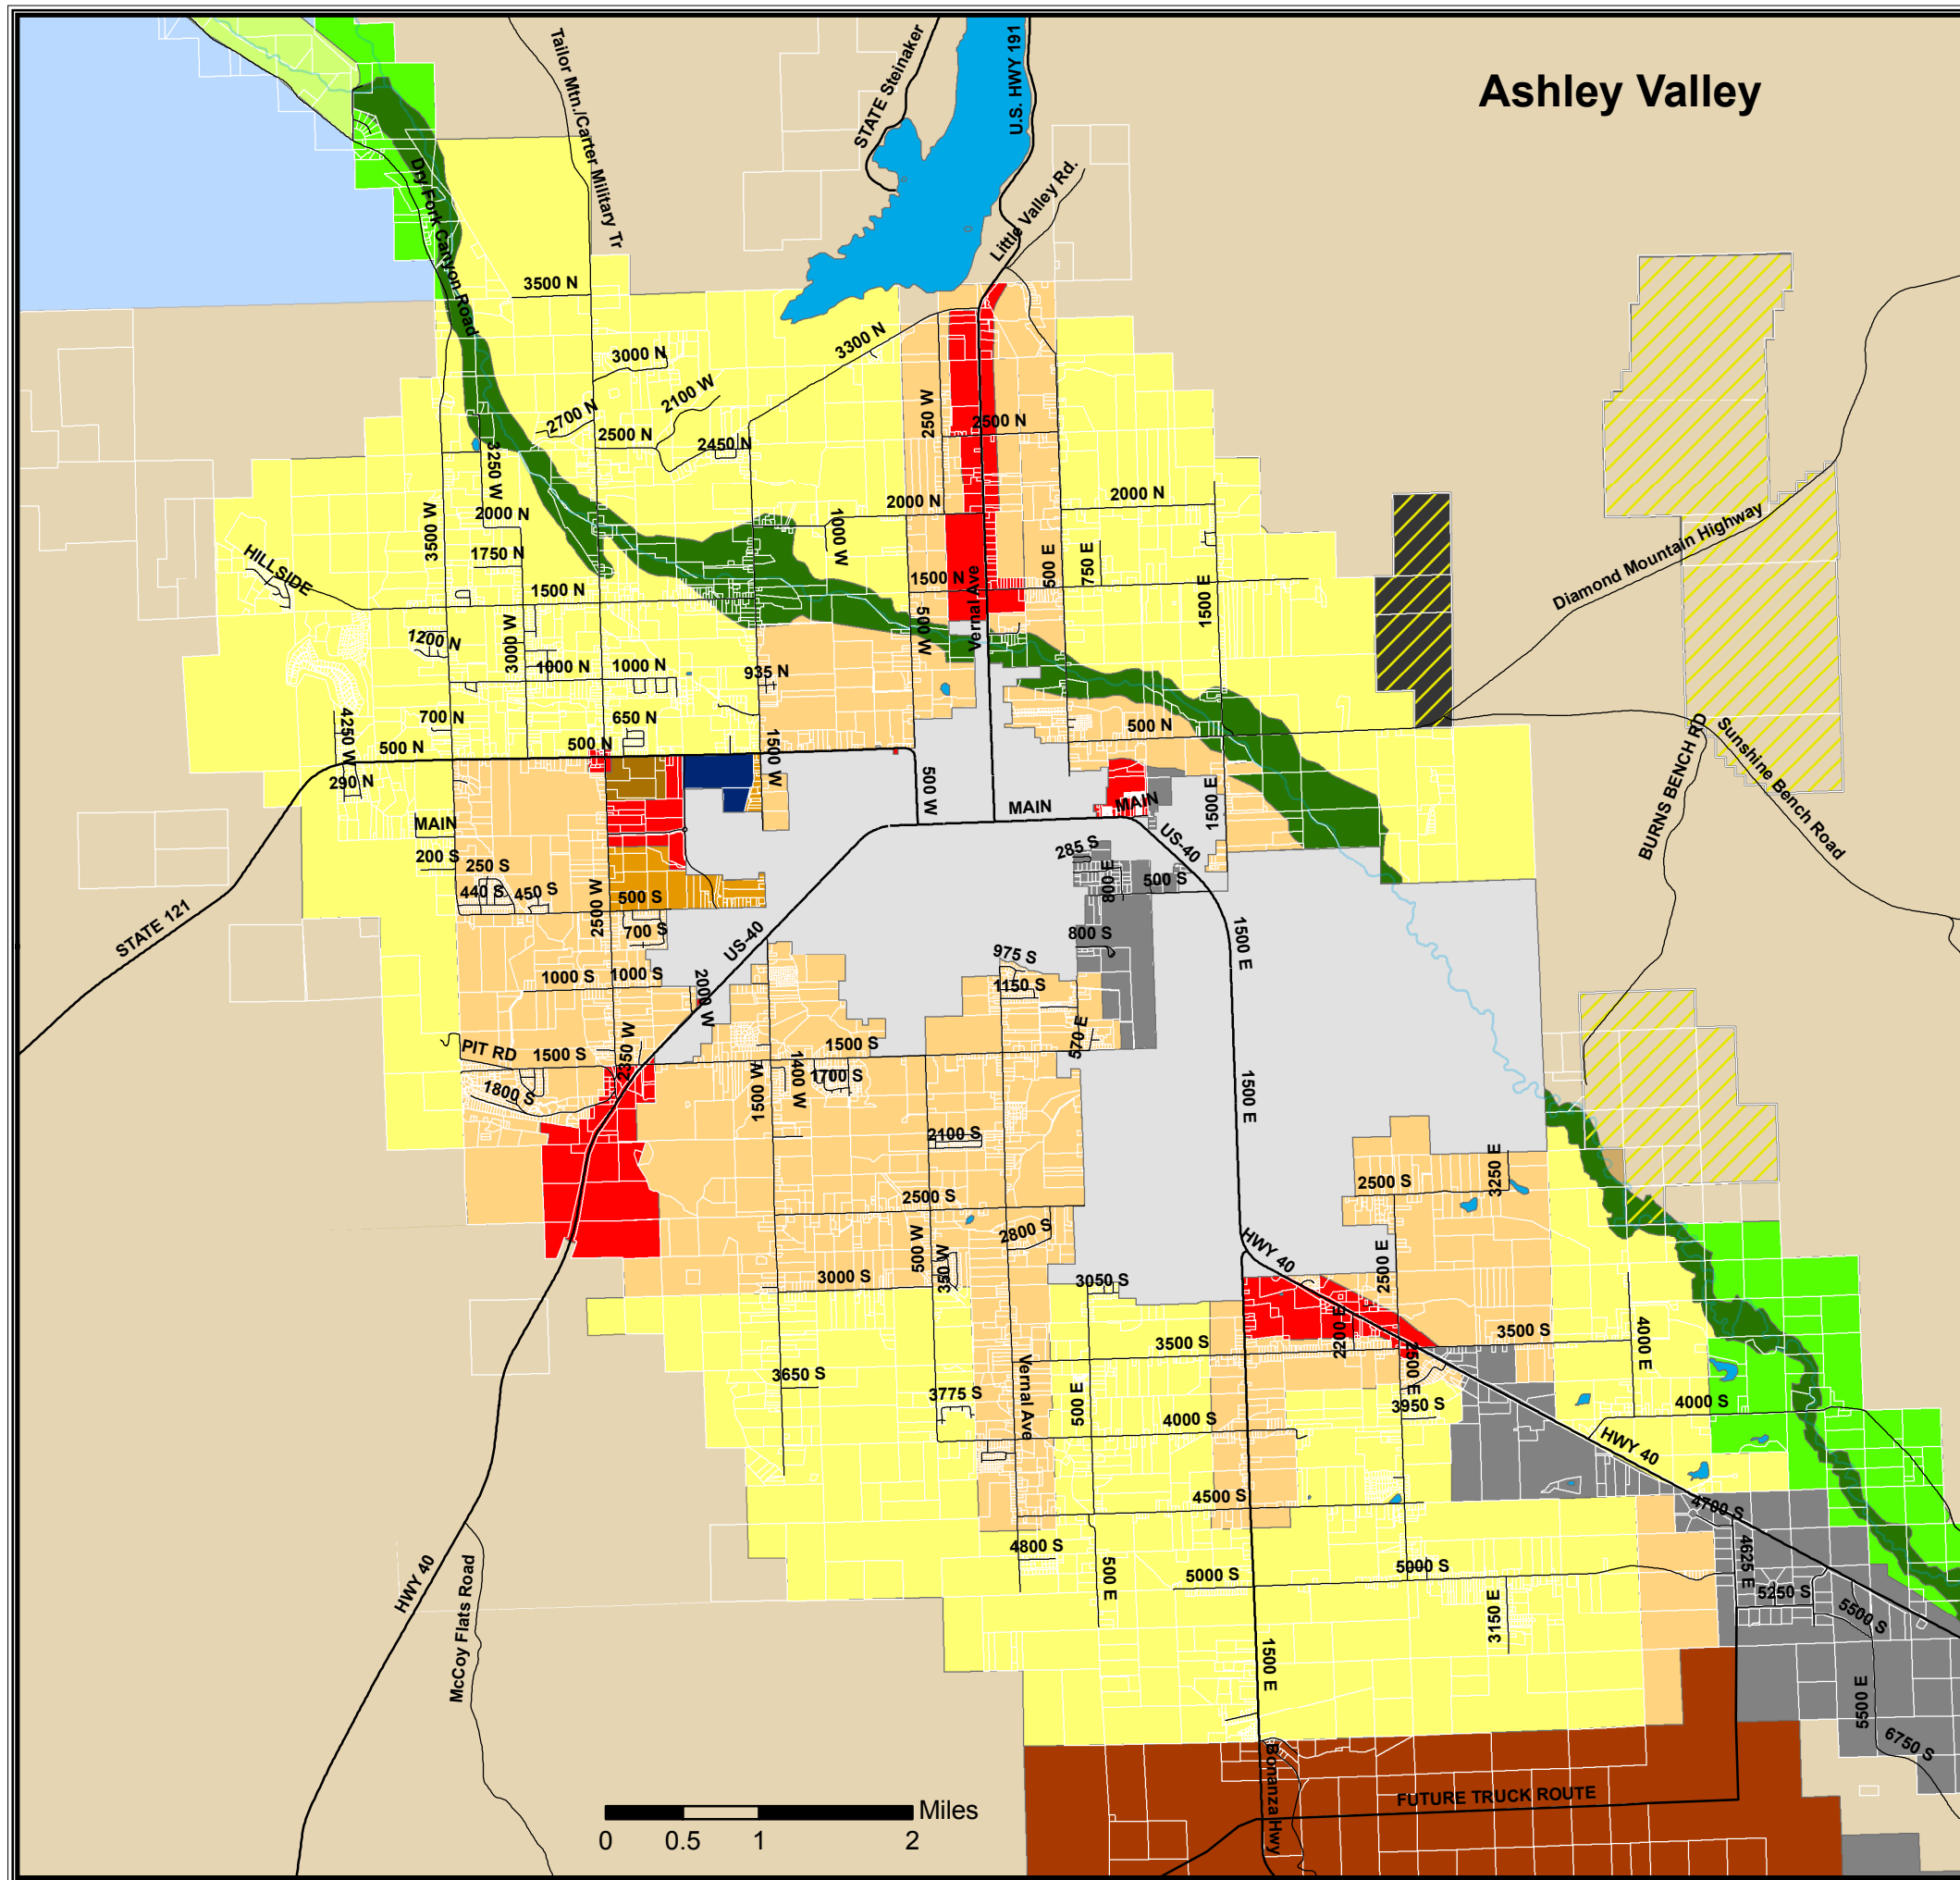 Ashley Valley
Tailor Mtn./Carter Military Tr
STATE Steinaker
U.S. HWY 191
Little Valley Rd.
Dry Fork Canyon Road
3500 N
3300 N
3000 N
2100 W
2700 N
2500 N
2450 N
250 W
2500 N
3250 W
2000 N
3500 W
2000 N
1000 W
2000 N
1750 N
HILLSIDE
1500 N
1500 N
500 E
750 E
1500 E
Vernal Ave
500 W
Diamond Mountain Highway
1200 N
3000 W
1000 N
1000 N
935 N
700 N
650 N
4250 W
500 N
500 N
1500 W
500 N
BURNS BENCH RD
Sunshine Bench Road
290 N
500 W
MAIN
MAIN
1500 E
MAIN
US-40
200 S
250 S
285 S
800 E
440 S
450 S
500 S
500 S
2500 W
STATE 121
700 S
US-40
800 S
1500 E
975 S
1000 S
1000 S
2000 W
1150 S
570 E
PIT RD
1500 S
2350 W
1500 S
1800 S
1500 W
1400 W
1700 S
1500 E
2100 S
2500 S
2500 S
3250 E
2800 S
500 W
350 W
HWY 40
2500 E
3000 S
3050 S
3500 S
2200 E
3500 S
4000 E
3650 S
3775 S
Vernal Ave
500 E
2500 E
3950 S
4000 S
4000 S
HWY 40
4500 S
4700 S
4800 S
500 E
5000 S
5000 S
4625 E
5250 S
5500 S
3150 E
HWY 40
McCoy Flats Road
1500 E
5500 E
6750 S
Bonanza Hwy
FUTURE TRUCK ROUTE
Miles
0 0.5 1 2